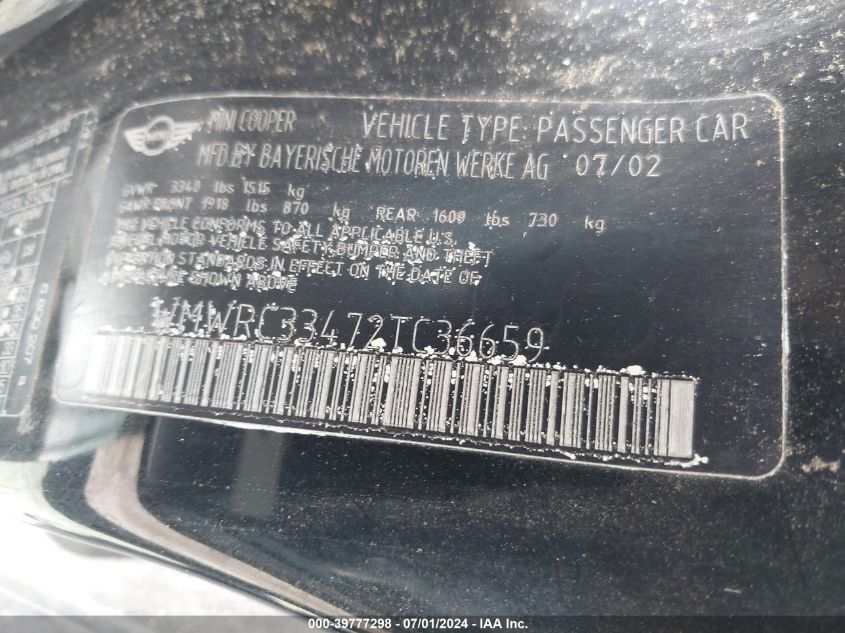 MINI COOPER VEHICLE TYPE: PASSENGER CAR
MFD.BY BAYERISCHE MOTOREN WERKE AG 07/02
GVWR 3340 lbs 1515 kg
GAWR FRONT 1918 lbs 870 kg REAR 1609 lbs 730 kg
THIS VEHICLE CONFORMS TO ALL APPLICABLE U.S.
MOTOR VEHICLE SAFETY, BUMPER AND THEFT
STANDARDS IN EFFECT ON THE DATE OF
SHOWN ABOVE
WMWRC33472TC36659
000-39777298 - 07/01/2024 - IAA Inc.